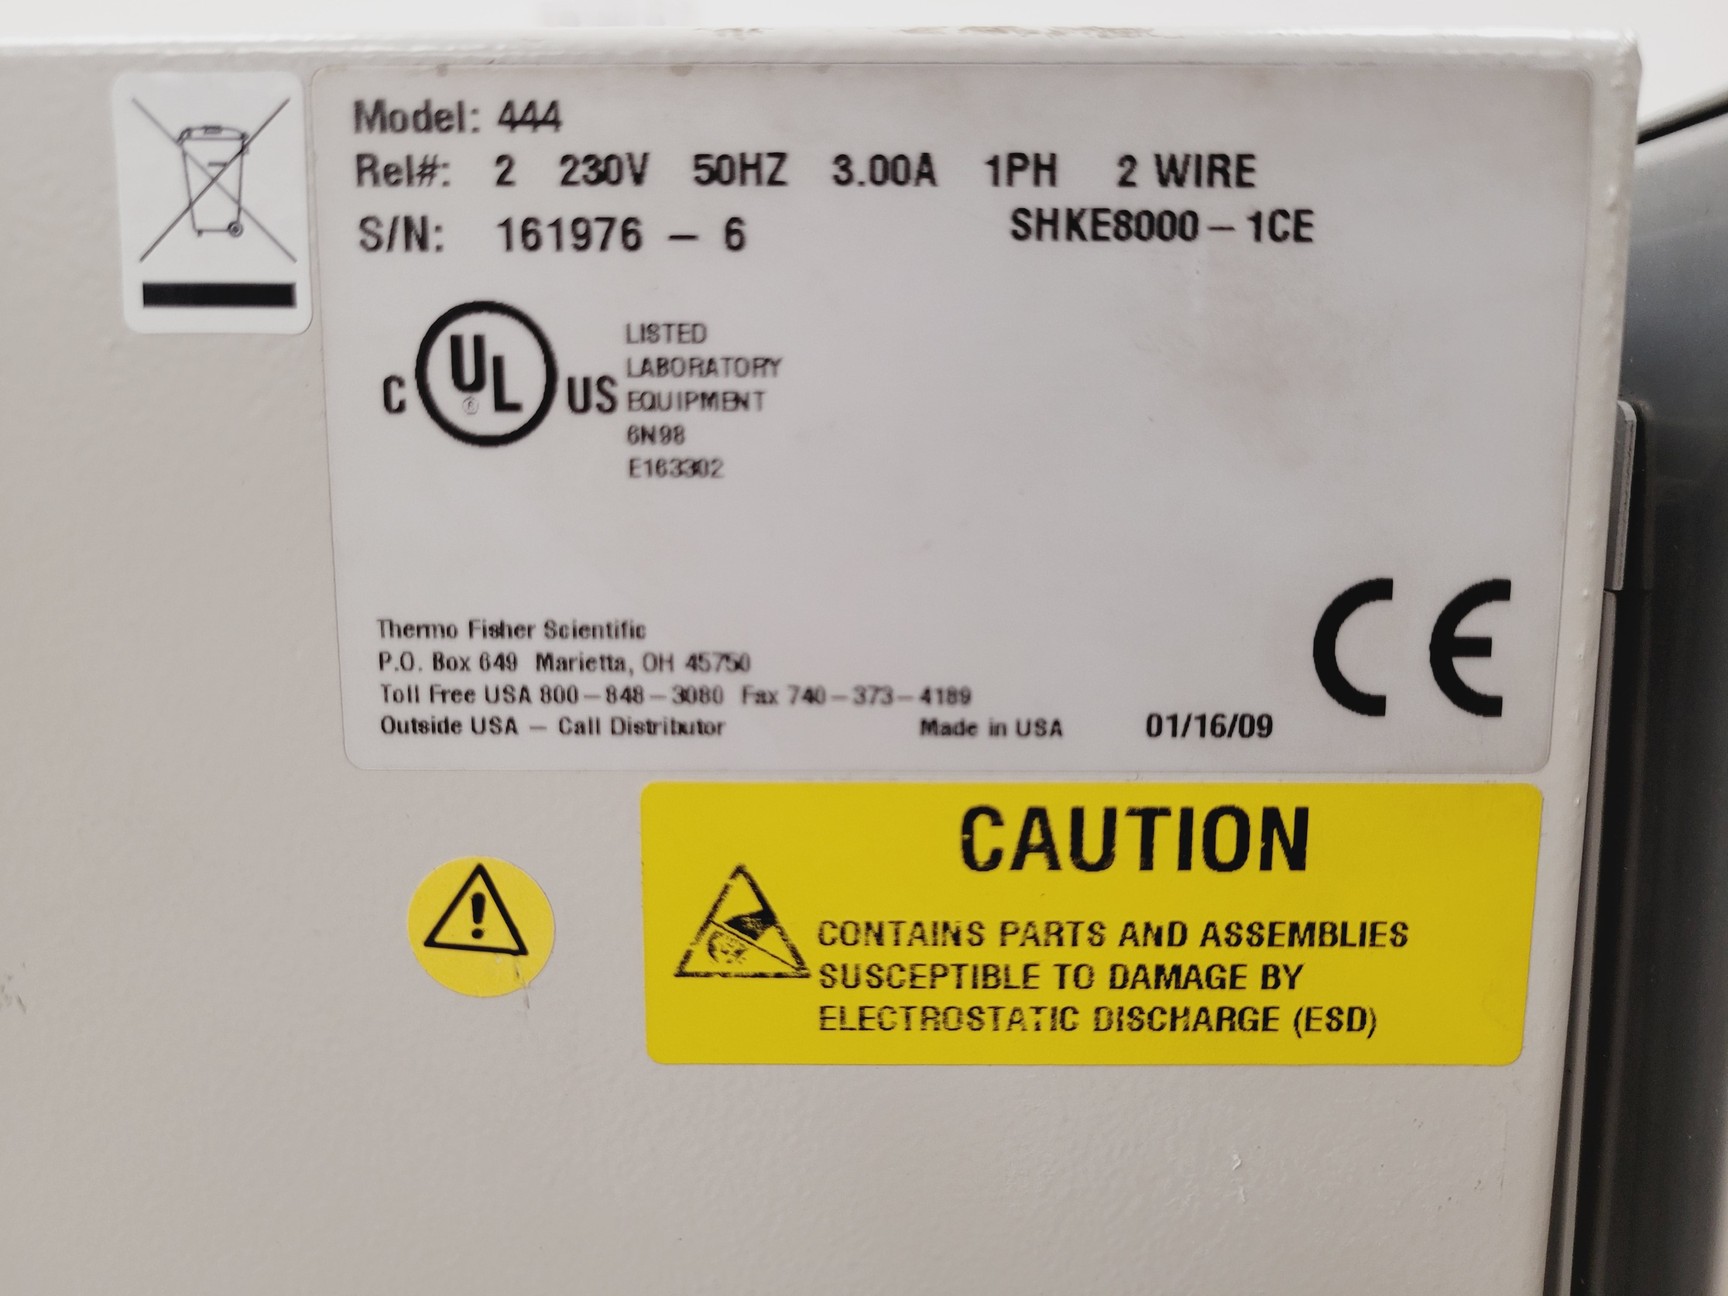 Model: 444
Rel#: 2 230V 50HZ 3.00A 1PH 2 WIRE
S/N: 161976 – 6 SHKE8000 – 1CE
C UL ® US
LISTED
LABORATORY
EQUIPMENT
6N98
E163302
Thermo Fisher Scientific
P.O. Box 649 Marietta, OH 45750
Toll Free USA 800 – 848 – 3080 Fax 740 – 373 – 4189
Outside USA – Call Distributor Made in USA 01/16/09
CE
CAUTION
CONTAINS PARTS AND ASSEMBLIES
SUSCEPTIBLE TO DAMAGE BY
ELECTROSTATIC DISCHARGE (ESD)